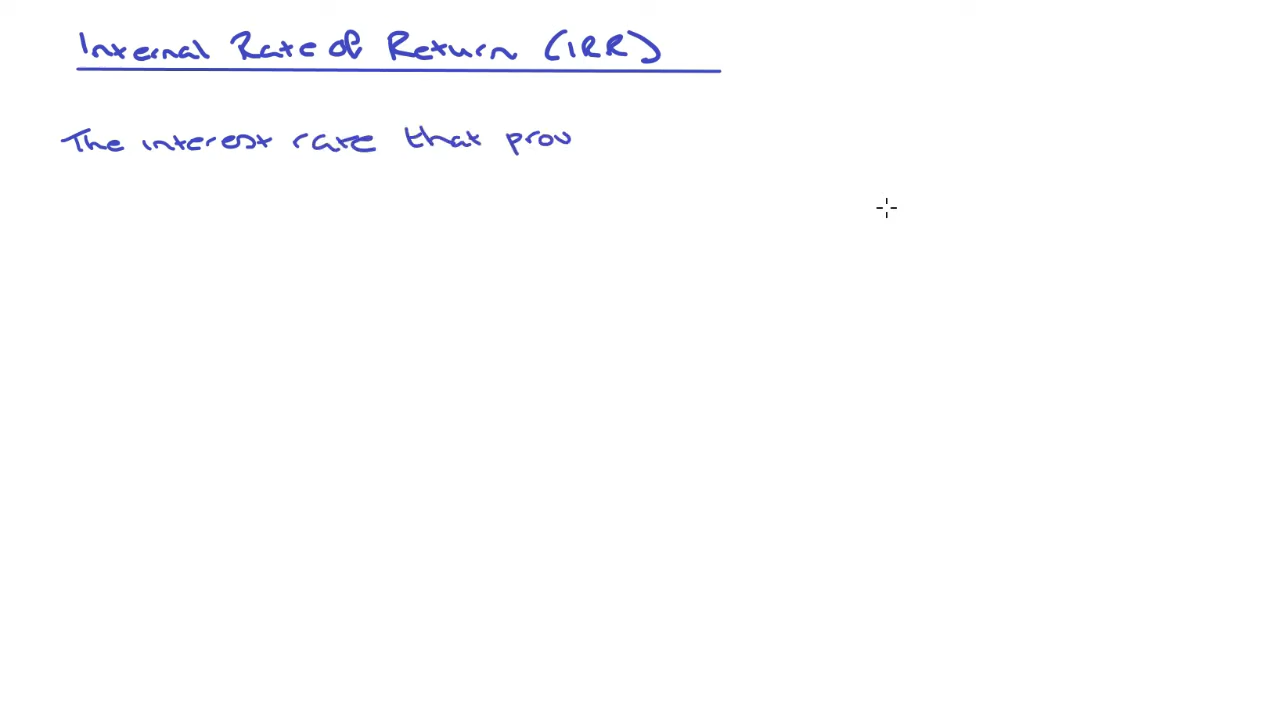 Internal Rate of Return (IRR)
The interest rate that prov